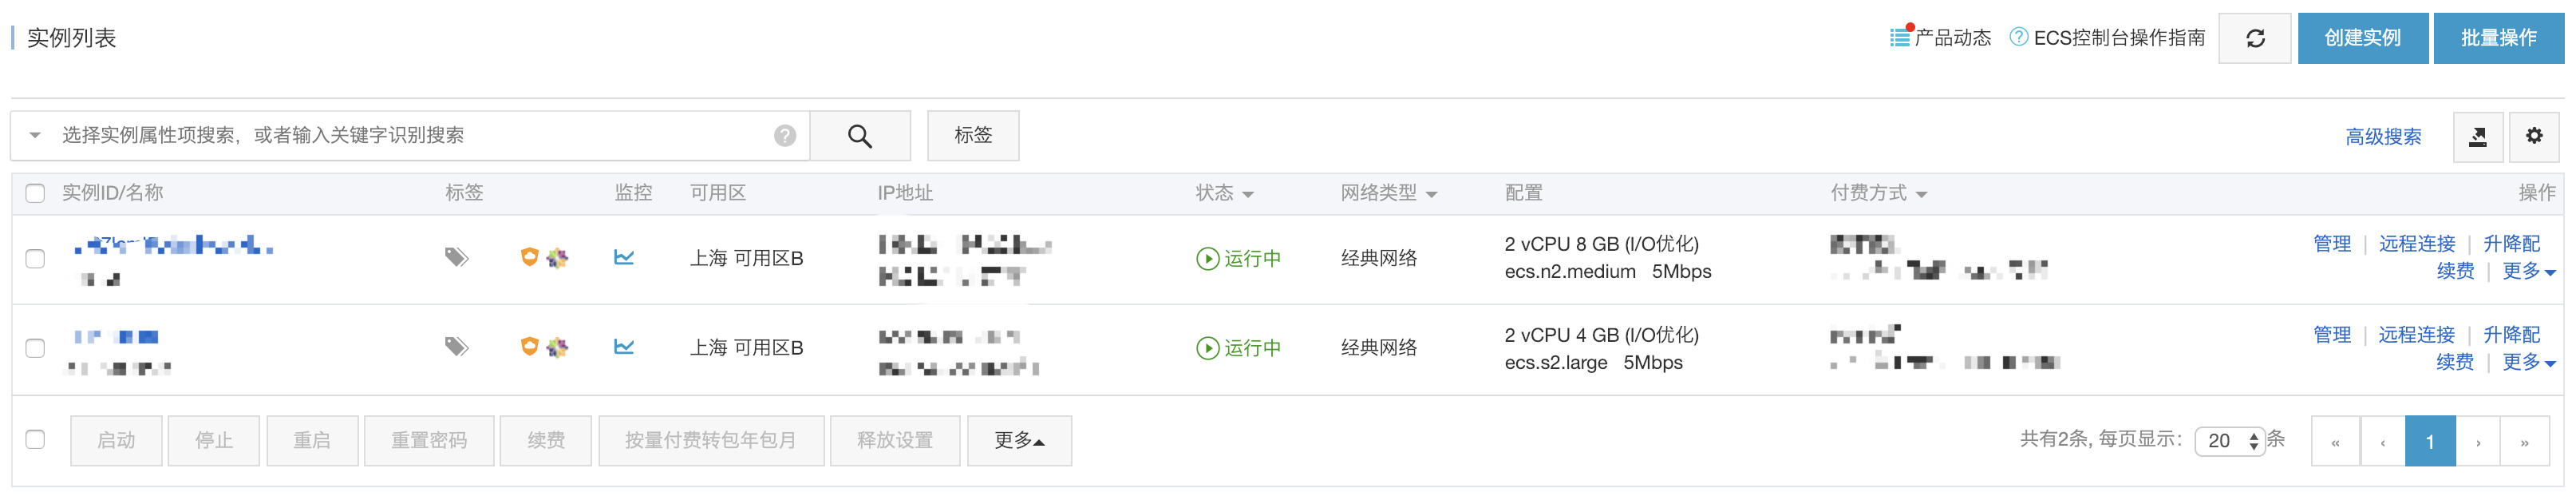 实例列表
产品动态 ECS控制台操作指南 创建实例 批量操作
选择实例属性项搜索，或者输入关键字识别搜索 标签 高级搜索
实例ID/名称 标签 监控 可用区 IP地址 状态 网络类型 配置 付费方式 操作
上海 可用区B 运行中 经典网络
2 vCPU 8 GB (I/O优化)
ecs.n2.medium 5Mbps
管理 | 远程连接 | 升降配
续费 | 更多
上海 可用区B 运行中 经典网络
2 vCPU 4 GB (I/O优化)
ecs.s2.large 5Mbps
管理 | 远程连接 | 升降配
续费 | 更多
启动 停止 重启 重置密码 续费 按量付费转包年包月 释放设置 更多 共有2条, 每页显示: 20 条 « ‹ 1 › »